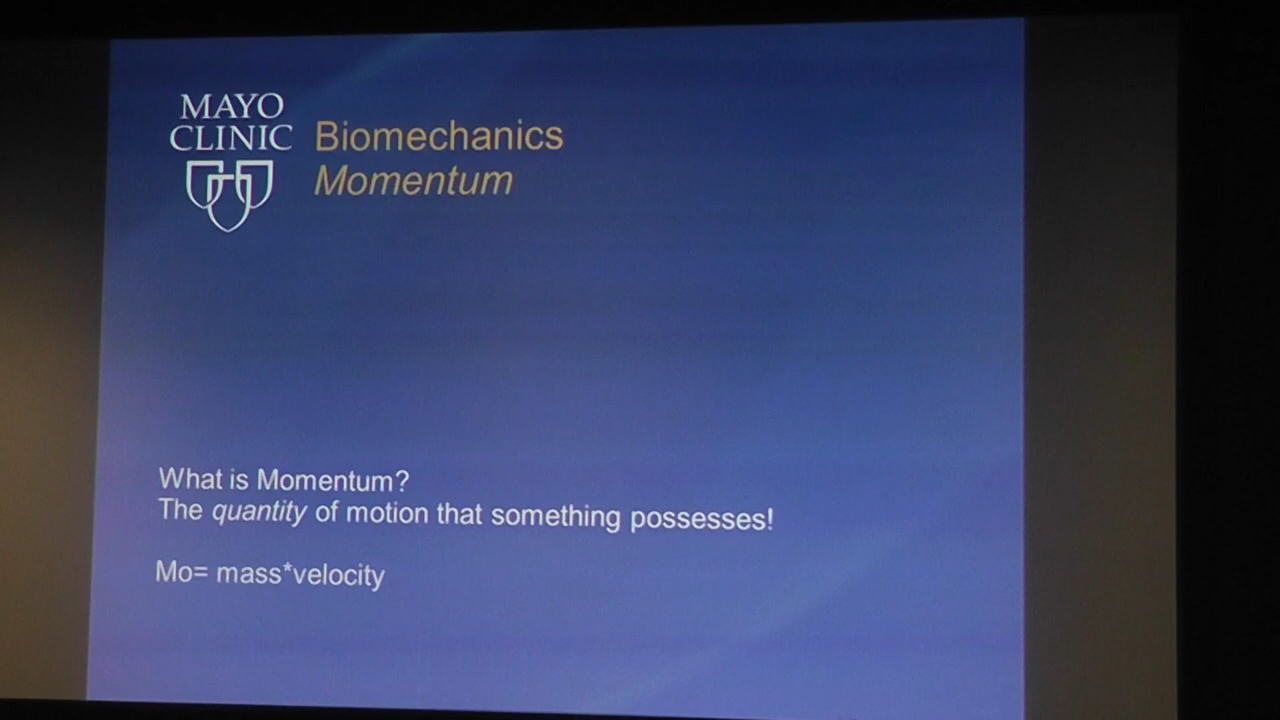 MAYO
CLINIC
Biomechanics
Momentum
What is Momentum?
The quantity of motion that something possesses!
Mo= mass*velocity